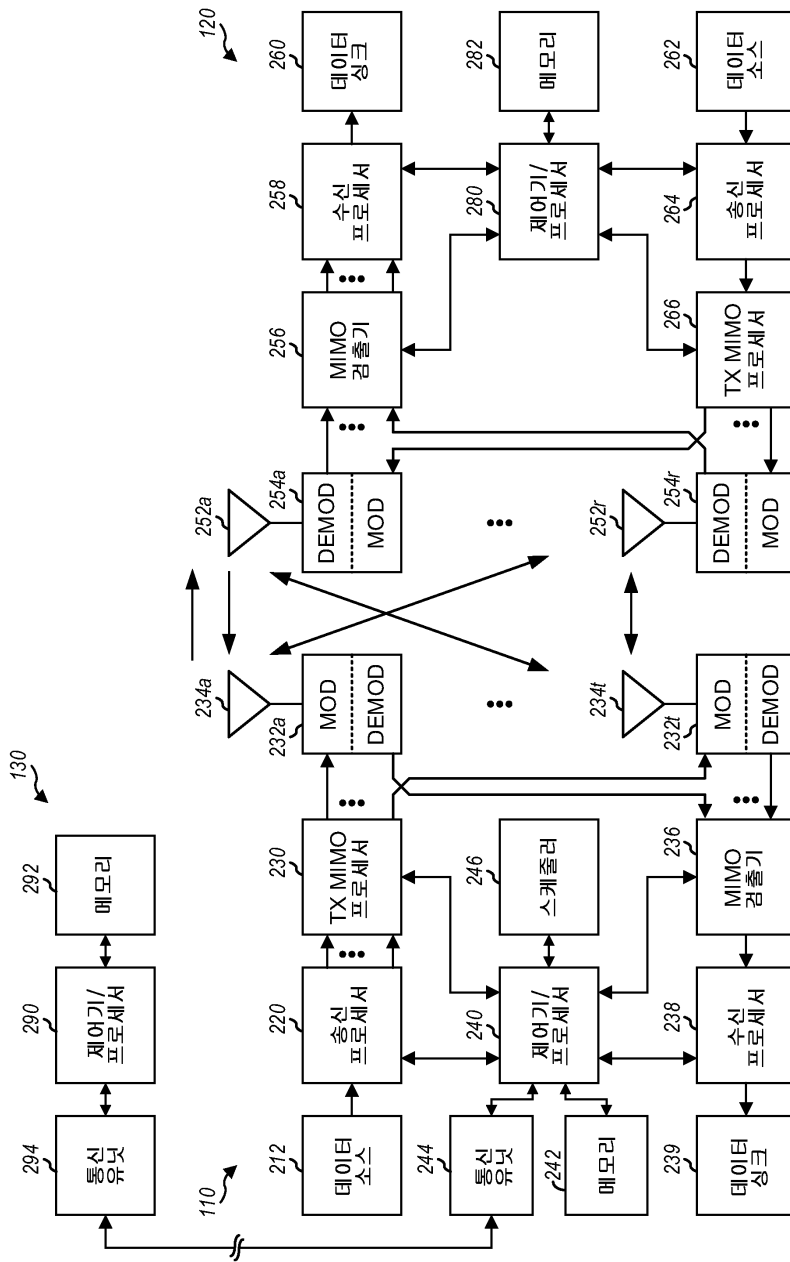 130
294
통신
유닛
290
제어기/
프로세서
292
메모리
110
212
데이터
소스
220
송신
프로세서
230
TX MIMO
프로세서
232a
MOD
DEMOD
234a
252a
254a
DEMOD
MOD
256
MIMO
검출기
258
수신
프로세서
260
데이터
싱크
120
244
통신
유닛
242
메모리
240
제어기/
프로세서
246
스케줄러
280
제어기/
프로세서
282
메모리
239
데이터
싱크
238
수신
프로세서
236
MIMO
검출기
232t
MOD
DEMOD
234t
252r
254r
DEMOD
MOD
266
TX MIMO
프로세서
264
송신
프로세서
262
데이터
소스